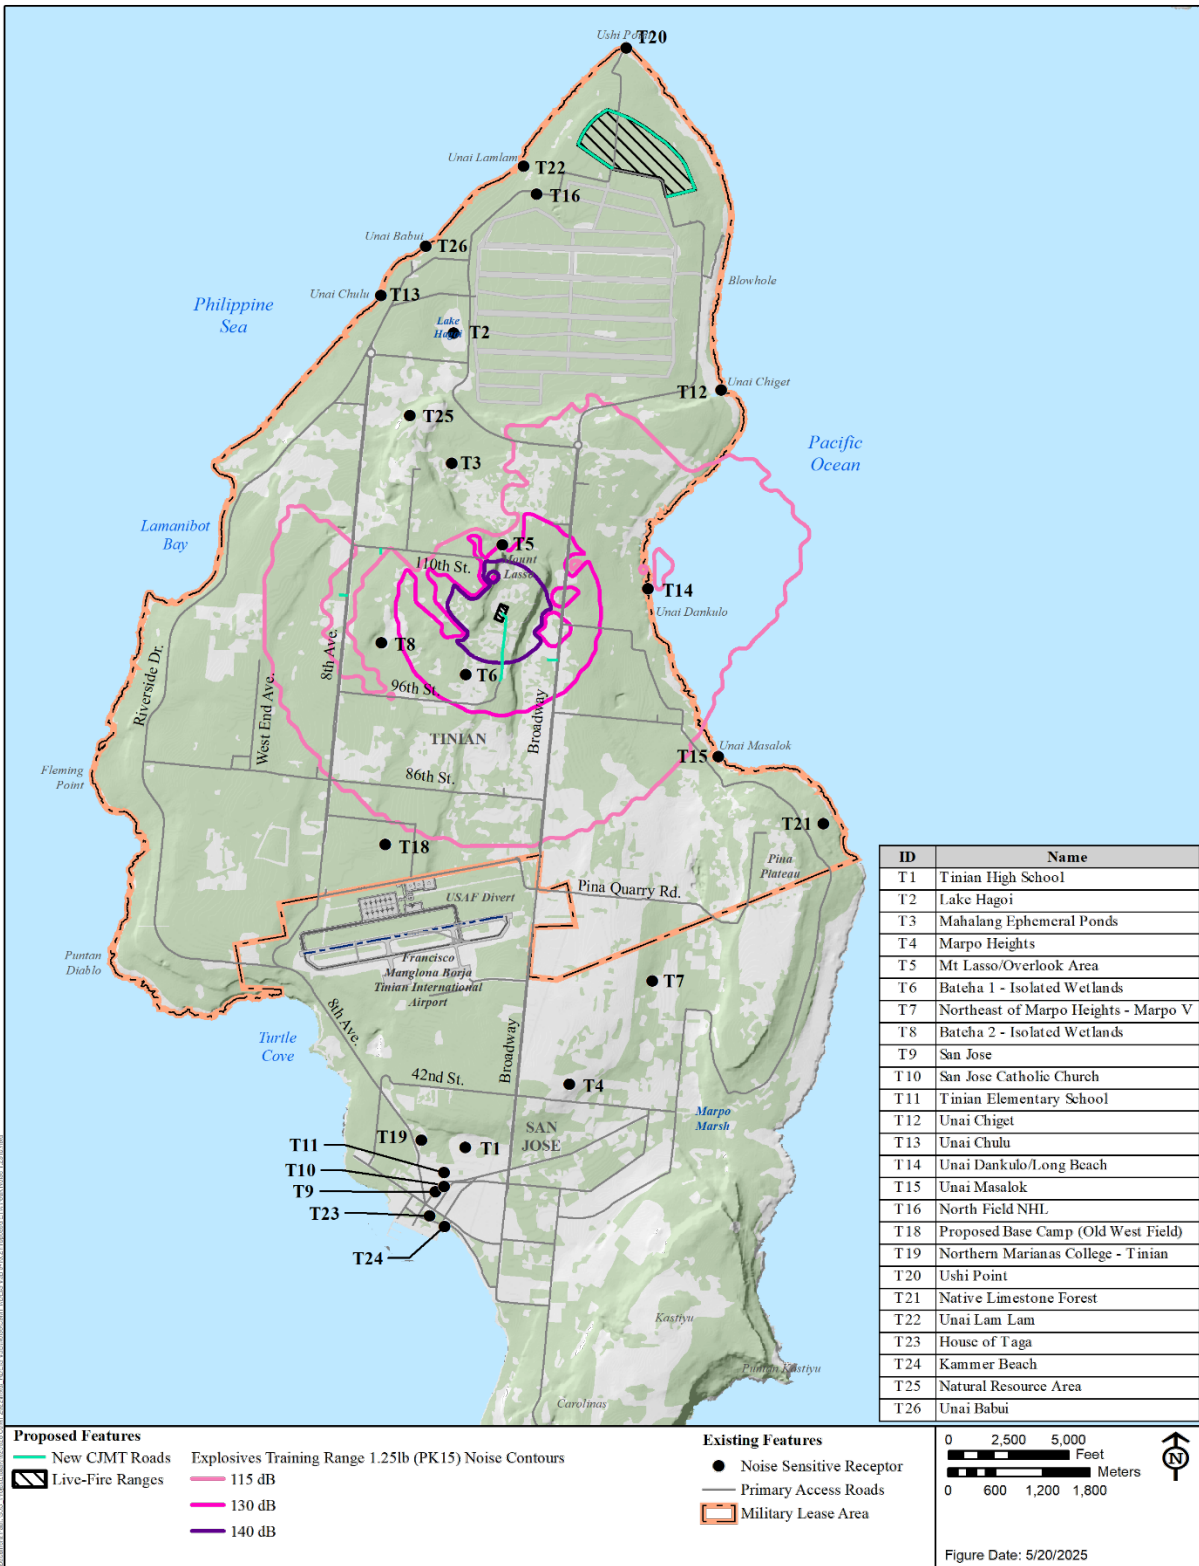 Ushi Point
T20
Unai Lamlam
T22
T16
Unai Babui
T26
Blowhole
Unai Chulu
T13
Philippine
Sea
Lake
Hagoi
T2
T12
Unai Chiget
T25
Pacific
Ocean
T3
Lamanibot
Bay
T5
Mount
Lasso
110th St.
T14
Unai Dankulo
T8
8th Ave.
T6
96th St.
Riverside Dr.
West End Ave.
Broadway
TINIAN
Unai Masalok
T15
Fleming
Point
86th St.
T21
T18
Pina
Plateau
Pina Quarry Rd.
USAF Divert
Puntan
Diablo
Francisco
Manglona Borja
Tinian International
Airport
T7
8th Ave.
Turtle
Cove
Broadway
42nd St.
T4
Marpo
Marsh
SAN
JOSE
T19
T1
T11
T10
T9
T23
T24
Kastiyu
Puntan Kastiyu
Carolinas
ID Name
T1 Tinian High School
T2 Lake Hagoi
T3 Mahalang Ephemeral Ponds
T4 Marpo Heights
T5 Mt Lasso/Overlook Area
T6 Bateha 1 - Isolated Wetlands
T7 Northeast of Marpo Heights - Marpo V
T8 Bateha 2 - Isolated Wetlands
T9 San Jose
T10 San Jose Catholic Church
T11 Tinian Elementary School
T12 Unai Chiget
T13 Unai Chulu
T14 Unai Dankulo/Long Beach
T15 Unai Masalok
T16 North Field NHL
T18 Proposed Base Camp (Old West Field)
T19 Northern Marianas College - Tinian
T20 Ushi Point
T21 Native Limestone Forest
T22 Unai Lam Lam
T23 House of Taga
T24 Kammer Beach
T25 Natural Resource Area
T26 Unai Babui
Proposed Features
New CJMT Roads
Live-Fire Ranges
Explosives Training Range 1.25lb (PK15) Noise Contours
115 dB
130 dB
140 dB
Existing Features
Noise Sensitive Receptor
Primary Access Roads
Military Lease Area
0 2,500 5,000
Feet
Meters
0 600 1,200 1,800
N
Figure Date: 5/20/2025